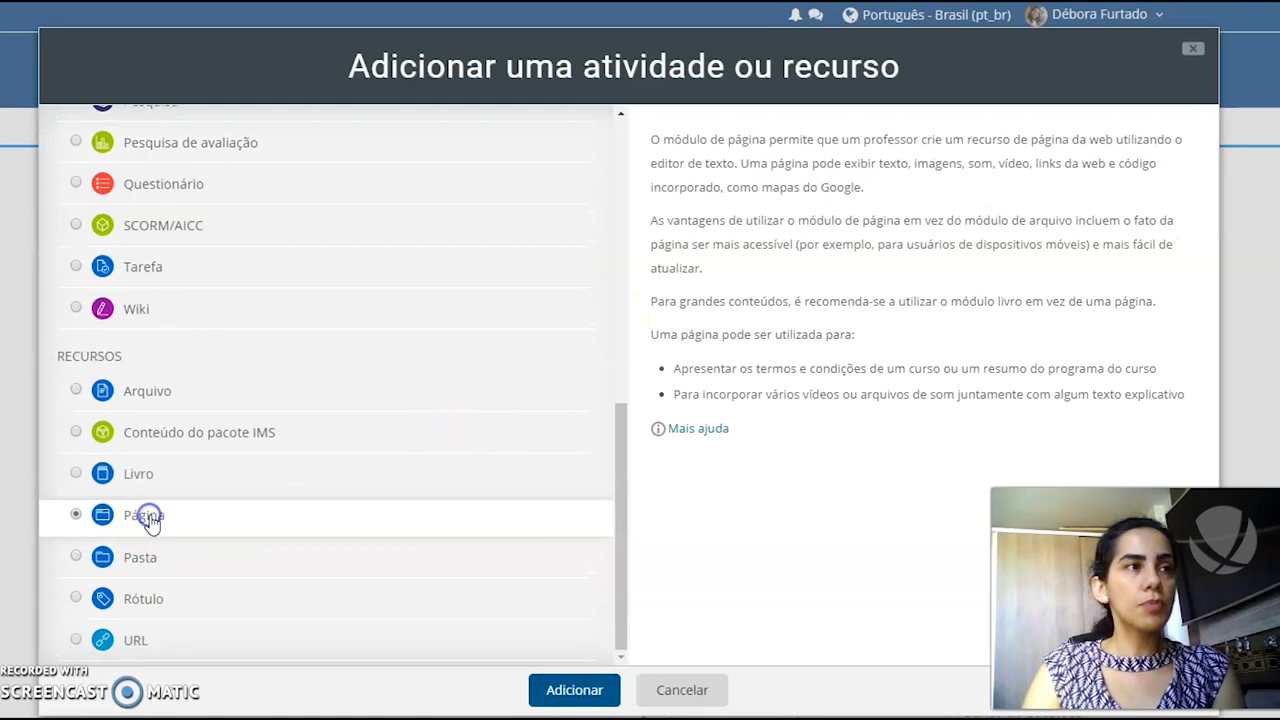 Português - Brasil (pt_br)
Débora Furtado
Adicionar uma atividade ou recurso
Pesquisa de avaliação
Questionário
SCORM/AICC
Tarefa
Wiki
RECURSOS
Arquivo
Conteúdo do pacote IMS
Livro
Página
Pasta
Rótulo
URL
O módulo de página permite que um professor crie um recurso de página da web utilizando o
editor de texto. Uma página pode exibir texto, imagens, som, vídeo, links da web e código
incorporado, como mapas do Google.
As vantagens de utilizar o módulo de página em vez do módulo de arquivo incluem o fato da
página ser mais acessível (por exemplo, para usuários de dispositivos móveis) e mais fácil de
atualizar.
Para grandes conteúdos, é recomenda-se a utilizar o módulo livro em vez de uma página.
Uma página pode ser utilizada para:
Apresentar os termos e condições de um curso ou um resumo do programa do curso
Para incorporar vários vídeos ou arquivos de som juntamente com algum texto explicativo
Mais ajuda
Adicionar
Cancelar
RECORDED WITH
SCREENCAST MATIC